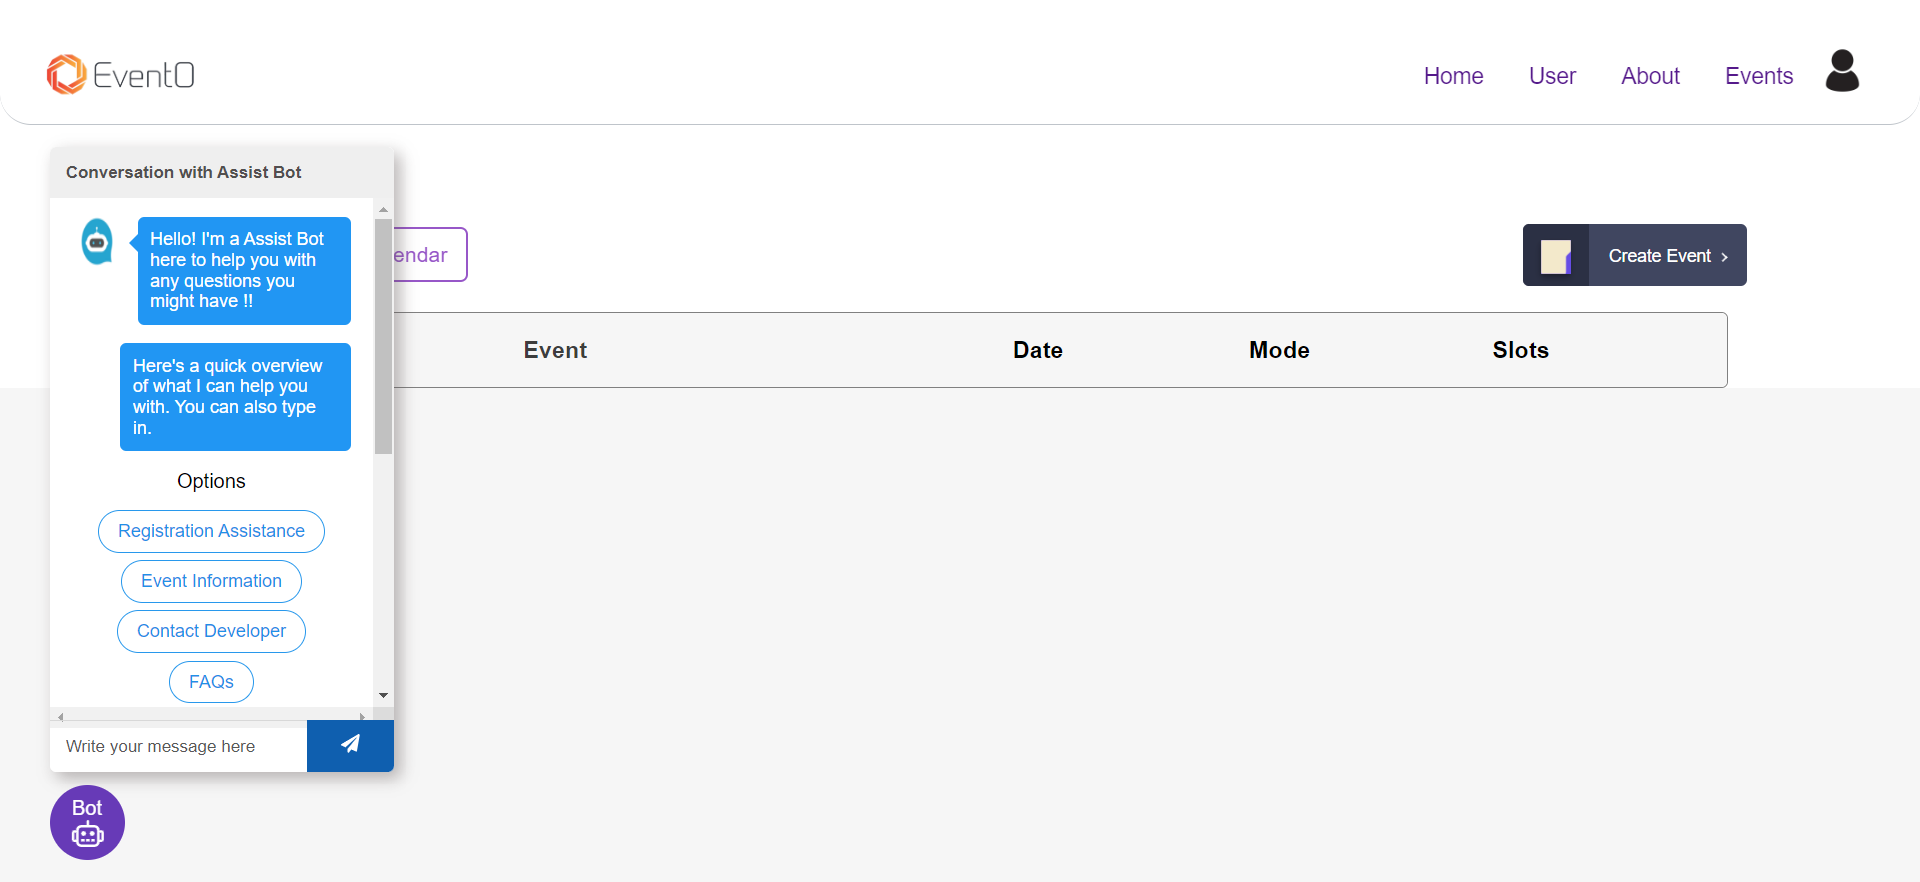 EventO
Home
User
About
Events
Conversation with Assist Bot
Hello! I'm a Assist Bot
here to help you with
any questions you
might have !!
Here's a quick overview
of what I can help you
with. You can also type
in.
Options
Registration Assistance
Event Information
Contact Developer
FAQs
Write your message here
Bot
endar
Create Event ›
Event
Date
Mode
Slots